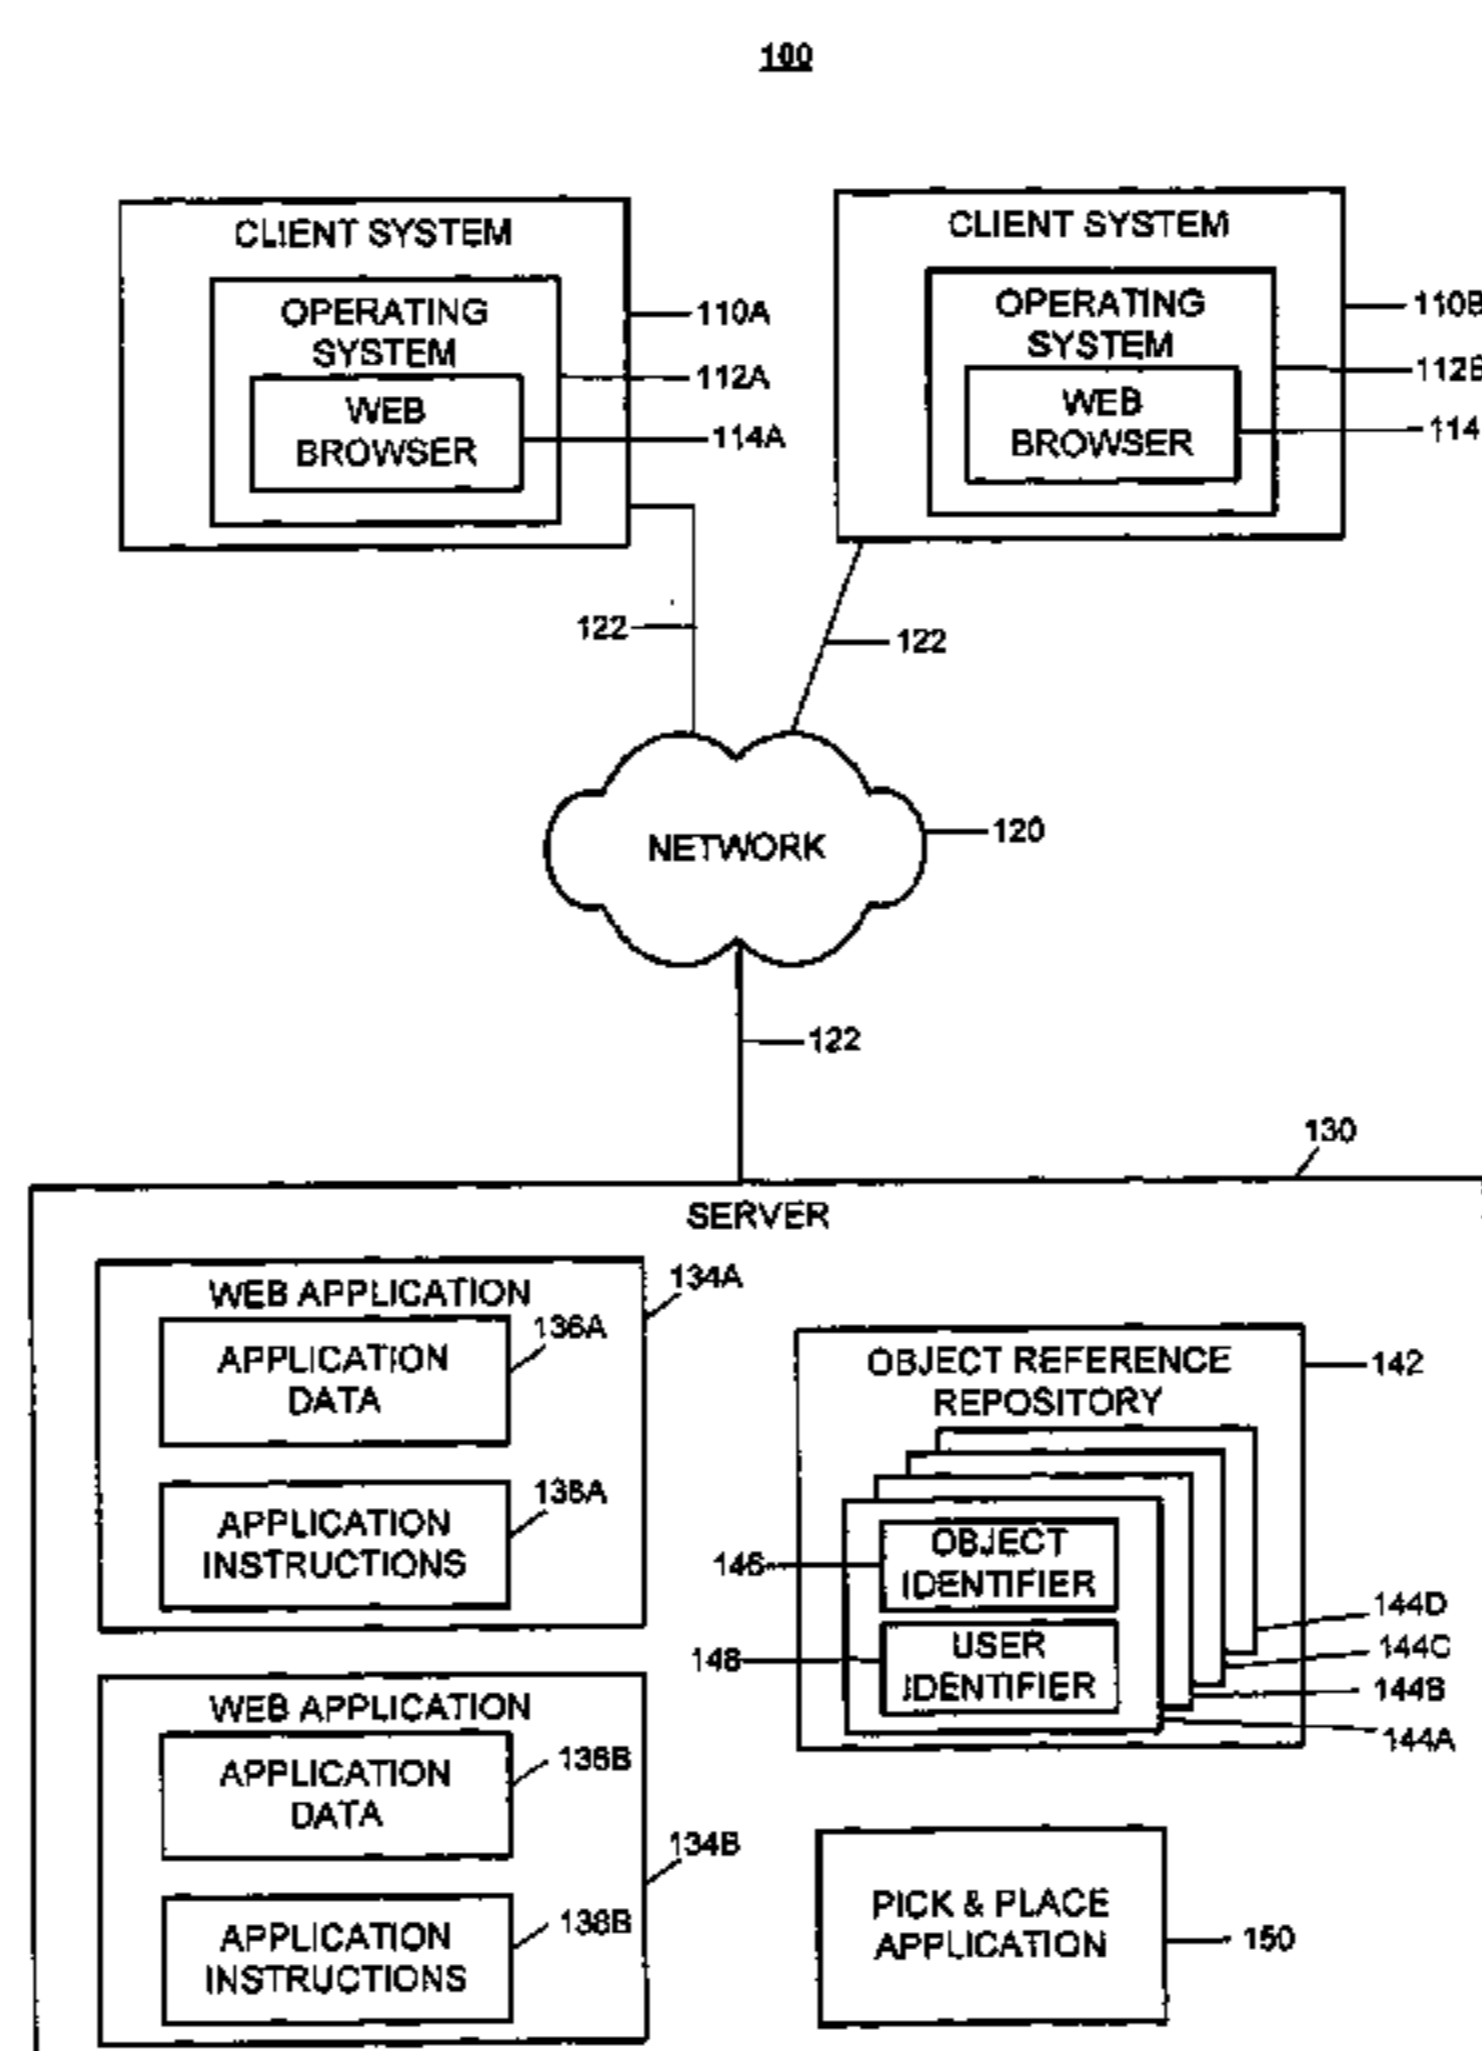 100
CLIENT SYSTEM
OPERATING
SYSTEM
WEB
BROWSER
110A
112A
114A
CLIENT SYSTEM
OPERATING
SYSTEM
WEB
BROWSER
110B
112B
114
122
122
NETWORK
120
122
130
SERVER
WEB APPLICATION
134A
APPLICATION
DATA
136A
APPLICATION
INSTRUCTIONS
138A
WEB APPLICATION
134B
APPLICATION
DATA
136B
APPLICATION
INSTRUCTIONS
138B
OBJECT REFERENCE
REPOSITORY
142
OBJECT
IDENTIFIER
146
USER
IDENTIFIER
148
144D
144C
144B
144A
PICK & PLACE
APPLICATION
150